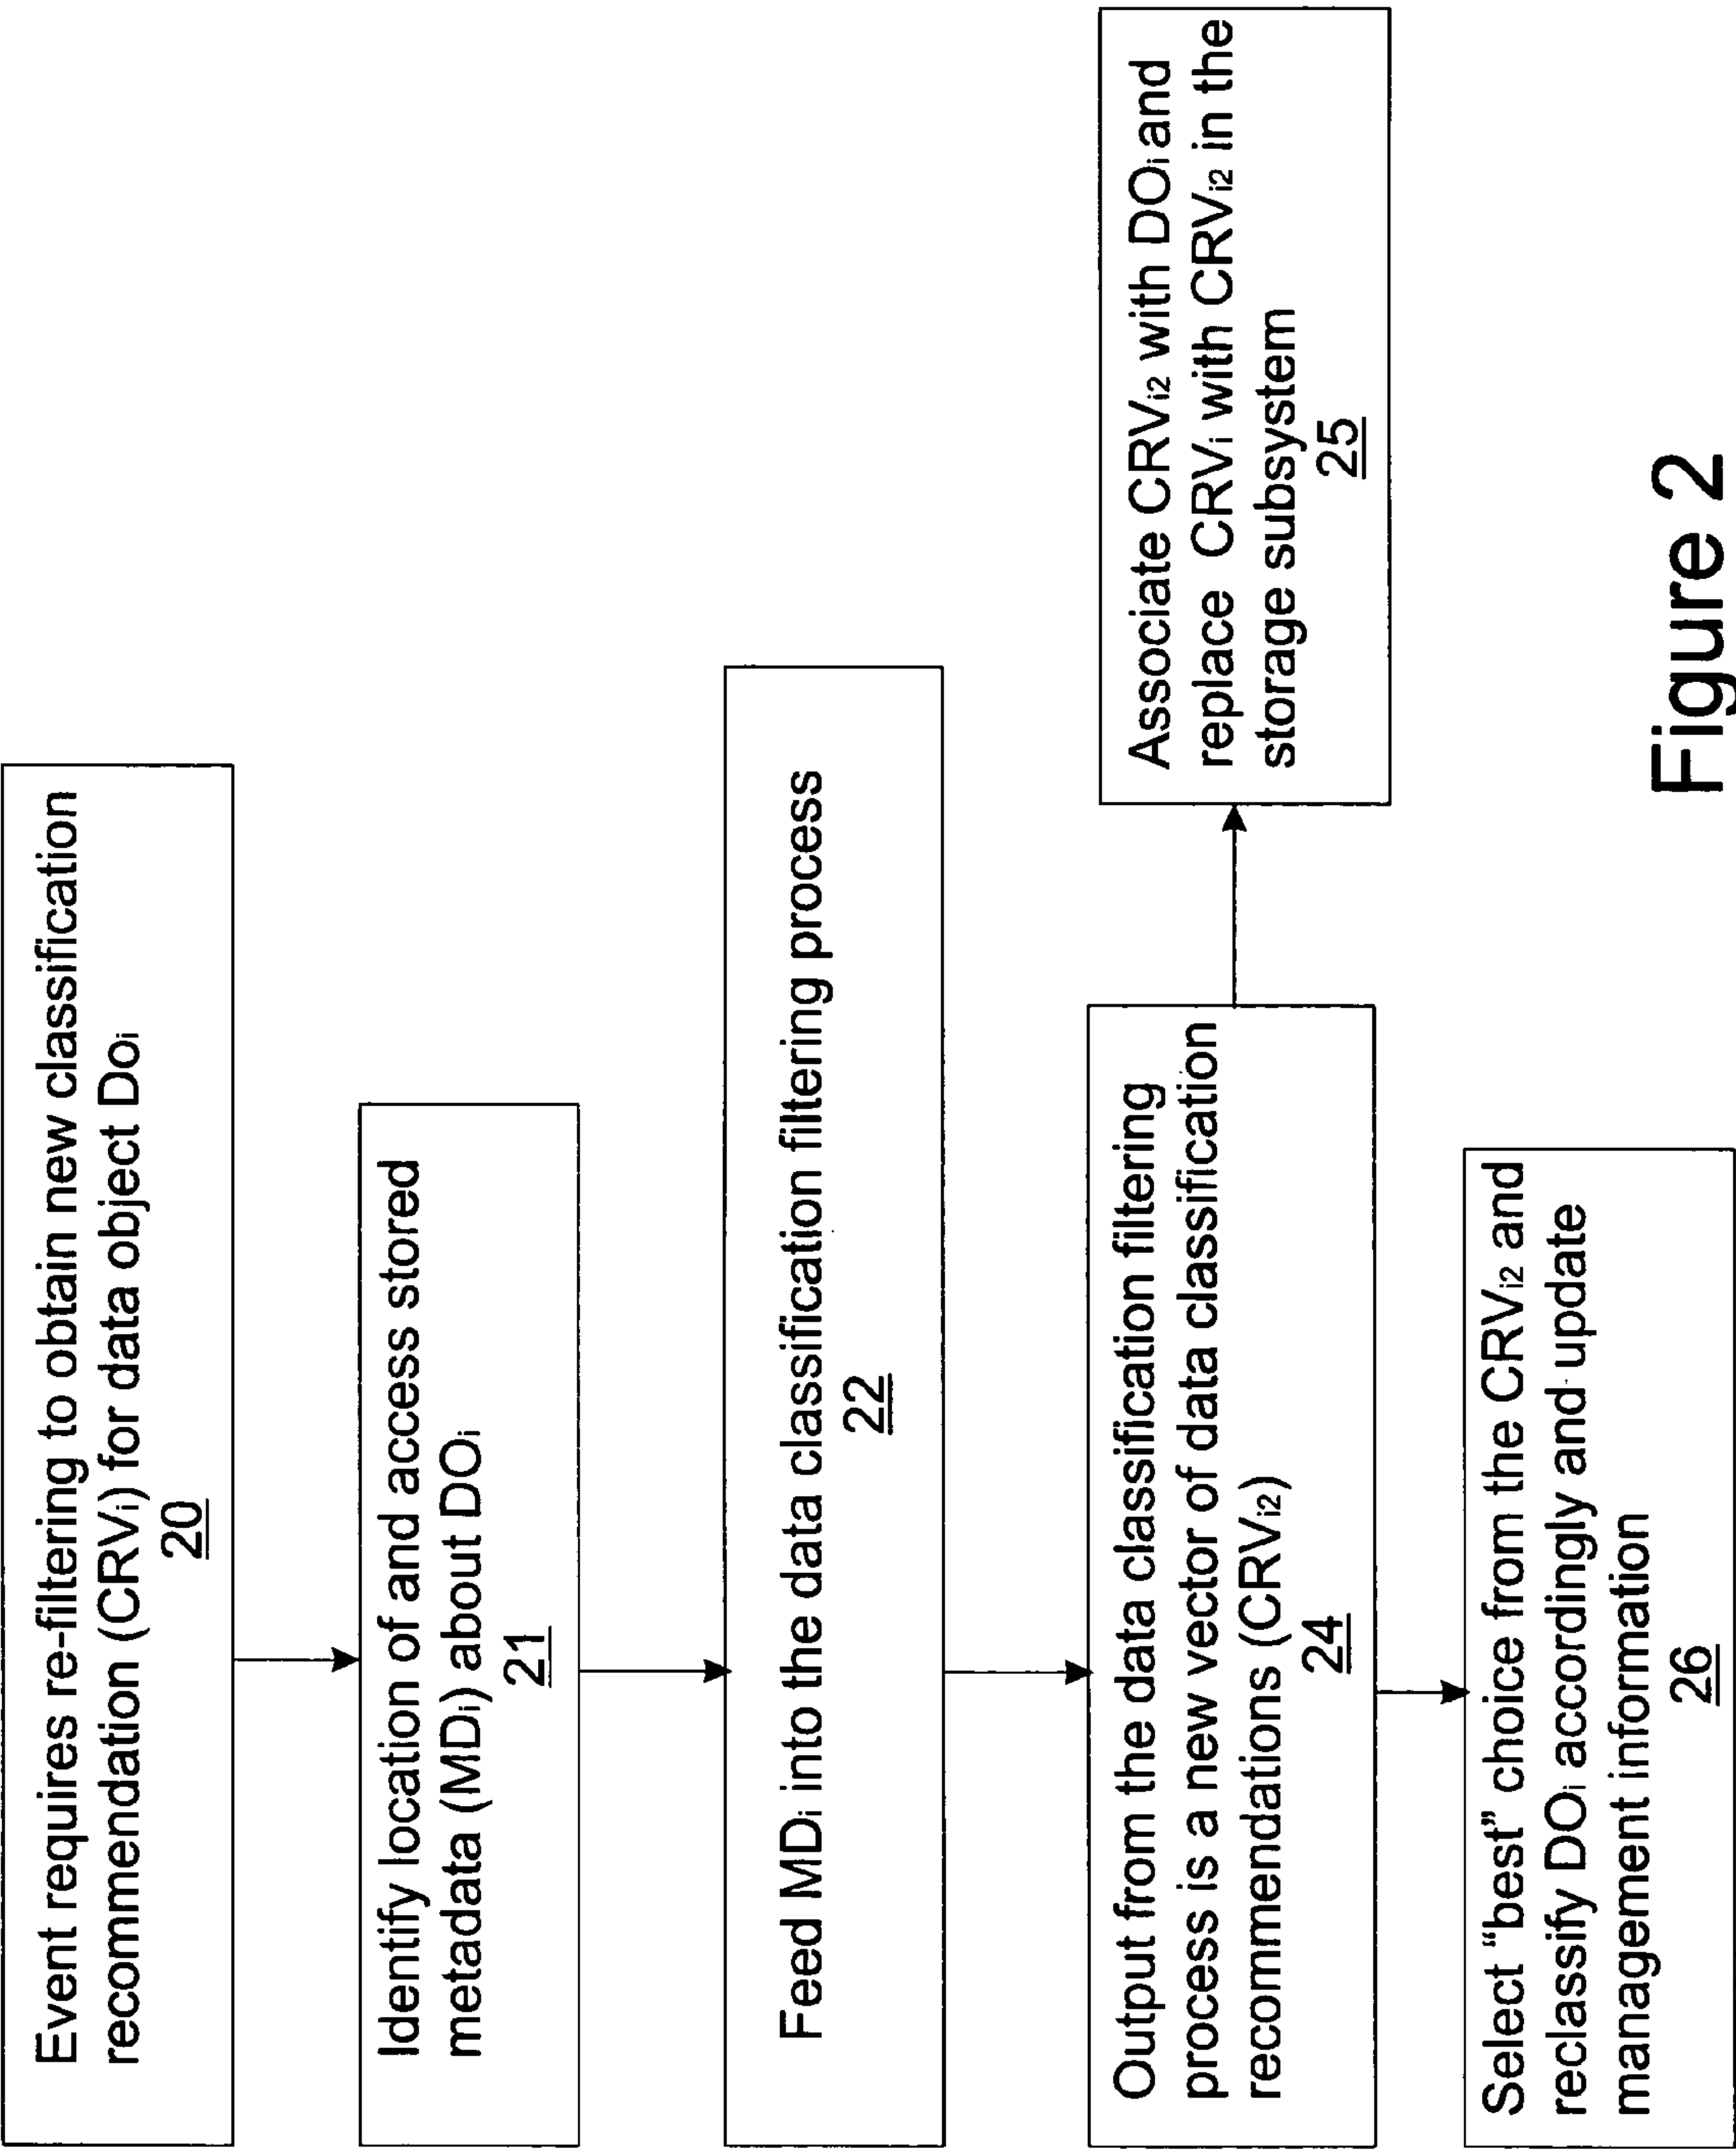 Event requires re-filtering to obtain new classification
recommendation (CRVi) for data object Doi
20
Identify location of and access stored
metadata (MDi) about DOi
21
Feed MDi into the data classification filtering process
22
Output from the data classification filtering
process is a new vector of data classification
recommendations (CRVi2)
24
Associate CRVi2 with DOi and
replace CRVi with CRVi2 in the
storage subsystem
25
Select “best” choice from the CRVi2 and
reclassify DOi accordingly and update
management information
26
Figure 2